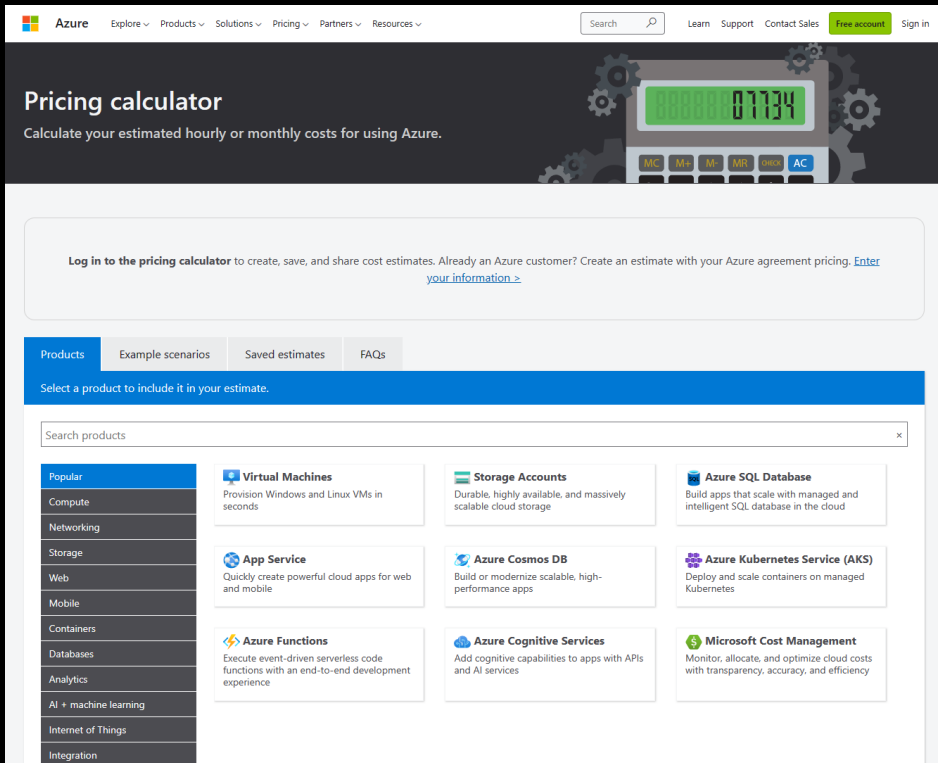 Azure
Explore Products Solutions Pricing Partners Resources
Search
Learn Support Contact Sales Free account Sign in
Pricing calculator
Calculate your estimated hourly or monthly costs for using Azure.
07734
MC M+ M- MR CHECK AC
Log in to the pricing calculator to create, save, and share cost estimates. Already an Azure customer? Create an estimate with your Azure agreement pricing. Enter
your information >
Products Example scenarios Saved estimates FAQs
Select a product to include it in your estimate.
Search products ×
Popular
Compute
Networking
Storage
Web
Mobile
Containers
Databases
Analytics
AI + machine learning
Internet of Things
Integration
Virtual Machines
Provision Windows and Linux VMs in
seconds
Storage Accounts
Durable, highly available, and massively
scalable cloud storage
SQL
Azure SQL Database
Build apps that scale with managed and
intelligent SQL database in the cloud
App Service
Quickly create powerful cloud apps for web
and mobile
Azure Cosmos DB
Build or modernize scalable, high-
performance apps
Azure Kubernetes Service (AKS)
Deploy and scale containers on managed
Kubernetes
Azure Functions
Execute event-driven serverless code
functions with an end-to-end development
experience
Azure Cognitive Services
Add cognitive capabilities to apps with APIs
and AI services
$
Microsoft Cost Management
Monitor, allocate, and optimize cloud costs
with transparency, accuracy, and efficiency